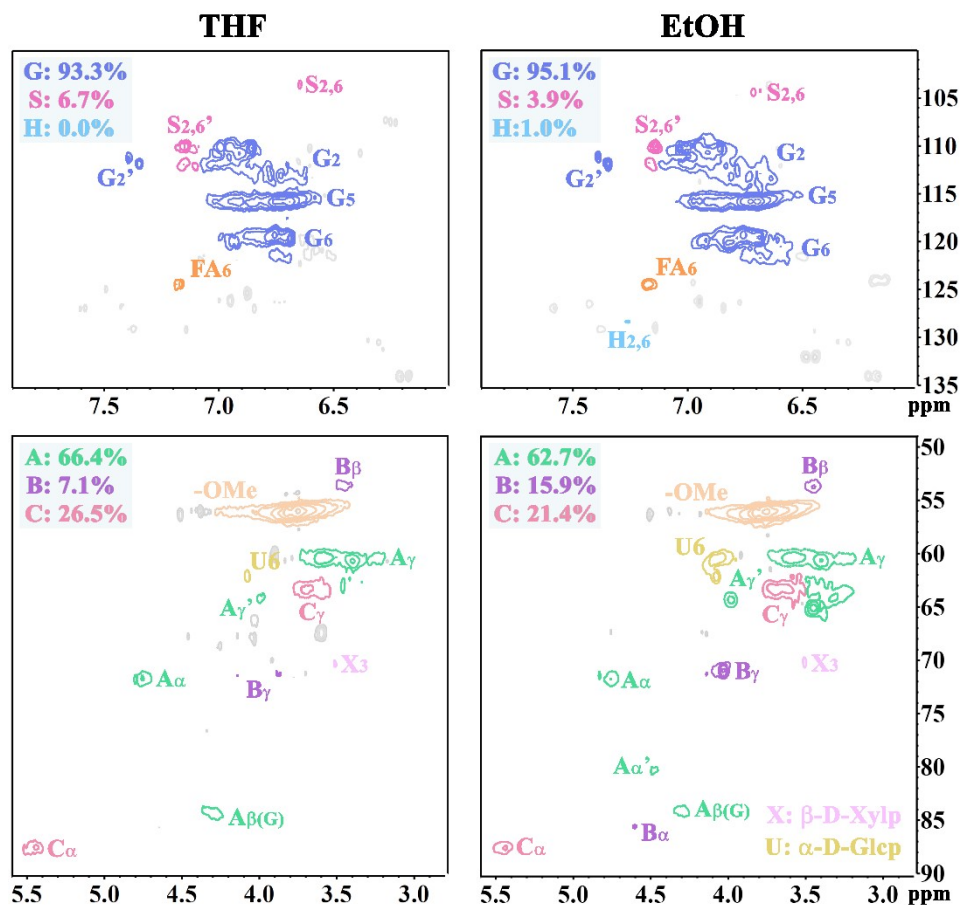 THF
EtOH
G: 93.3%
S: 6.7%
H: 0.0%
S2,6
S2,6’
G2’
G2
G5
G6
FA6
7.5
7.0
6.5
G: 95.1%
S: 3.9%
H:1.0%
S2,6
S2,6’
G2’
G2
G5
G6
FA6
H2,6
105
110
115
120
125
130
135
7.5
7.0
6.5
ppm
A: 66.4%
B: 7.1%
C: 26.5%
Bβ
-OMe
U6
Aγ
Aγ’
Cγ
X3
Aα
Bγ
Aβ(G)
Cα
5.5
5.0
4.5
4.0
3.5
3.0
A: 62.7%
B: 15.9%
C: 21.4%
Bβ
-OMe
U6
Aγ
Aγ’
Cγ
X3
Aα
Bγ
Aα’
Aβ(G)
Bα
Cα
X: β-D-Xylp
U: α-D-Glcp
50
55
60
65
70
75
80
85
90
5.5
5.0
4.5
4.0
3.5
3.0
ppm